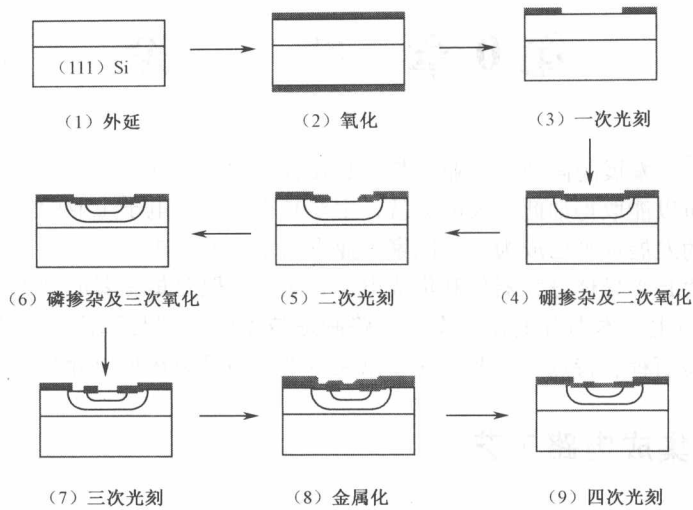 (111) Si
（1）外延
（2）氧化
（3）一次光刻
（6）磷掺杂及三次氧化
（5）二次光刻
（4）硼掺杂及二次氧化
（7）三次光刻
（8）金属化
（9）四次光刻